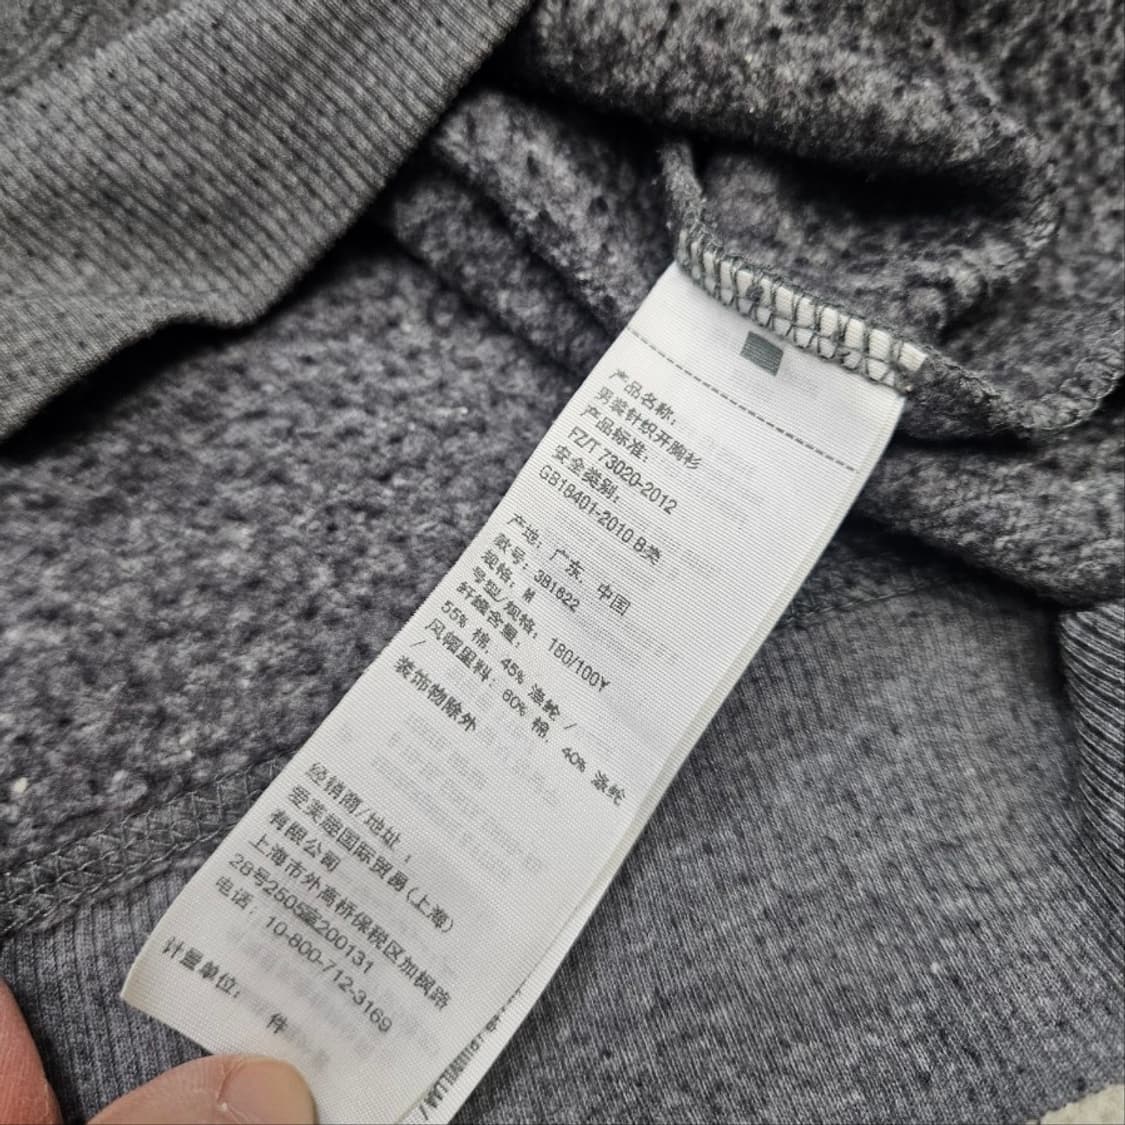 产品名称：
男装针织开胸衫
产品标准：
FZ/T 73020-2012
安全类别：
GB18401-2010 B类
产地：广东，中国
款号：3B1622
规格：M
号型/规格：180/100Y
纤维含量：
55% 棉，45% 涤纶 /
风帽里料：60% 棉，40% 涤纶
/
装饰物除外
经销商/地址：
爱美能国际贸易(上海)
有限公司
上海市外高桥保税区加枫路
28号2505室200131
电话：10-800-712-3169
计量单位：
件